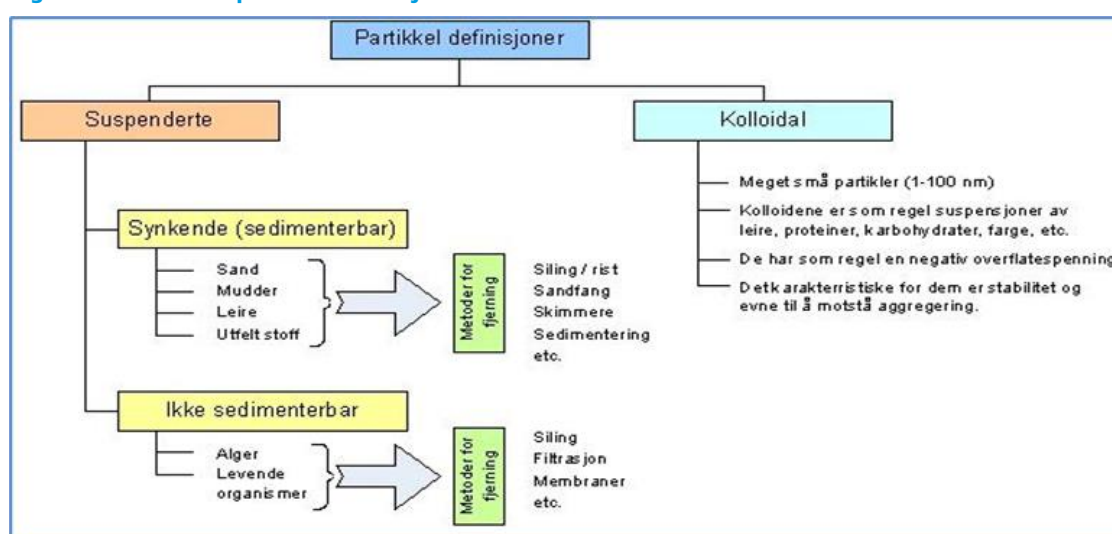 Partikkel definisjoner
Suspenderte
Kolloidal
Synkende (sedimenterbar)
Sand
Mudder
Leire
Utfelt stoff
Metoder for
fjerning
Siling / rist
Sandfang
Skimmere
Sedimentering
etc.
Ikke sedimenterbar
Alger
Levende
organismer
Metoder for
fjerning
Siling
Filtrasjon
Membraner
etc.
Meget små partikler (1-100 nm)
Kolloidene er som regel suspensjoner av
leire, proteiner, karbohydrater, farge, etc.
De har som regel en negativ overflatespenning
Det karakterristiske for dem er stabilitet og
evne til å motstå aggregering.